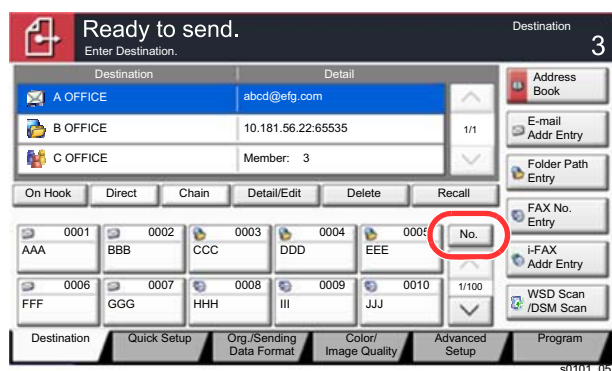 Ready to send.
Destination
3
Enter Destination.
Destination Detail
A OFFICE abcd@efg.com
B OFFICE 10.181.56.22:65535 1/1
C OFFICE Member: 3
Address
Book
E-mail
Addr Entry
Folder Path
Entry
FAX No.
Entry
i-FAX
Addr Entry
WSD Scan
/DSM Scan
On Hook Direct Chain Detail/Edit Delete Recall
0001 0002 0003 0004 0005 No.
AAA BBB CCC DDD EEE
0006 0007 0008 0009 0010 1/100
FFF GGG HHH III JJJ
Destination Quick Setup Org./Sending
Data Format Color/
Image Quality Advanced
Setup Program
s0101_05